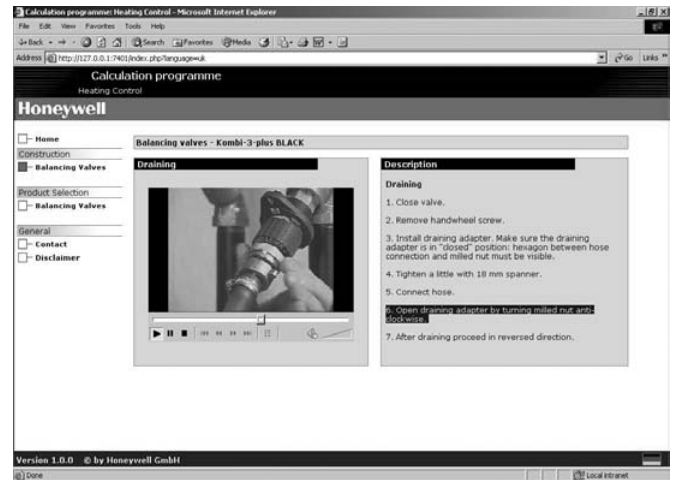 Calculation programme: Heating Control - Microsoft Internet Explorer
File Edit View Favorites Tools Help
Back Search Favorites Media
Address http://127.0.0.1:7401/index.php?language=uk Go Links
Calculation programme
Heating Control
Honeywell
Home
Construction
Balancing Valves
Product Selection
Balancing Valves
General
Contact
Disclaimer
Balancing valves - Kombi-3-plus BLACK
Draining
Description
Draining
1. Close valve.
2. Remove handwheel screw.
3. Install draining adapter. Make sure the draining
adapter is in "closed" position: hexagon between hose
connection and milled nut must be visible.
4. Tighten a little with 18 mm spanner.
5. Connect hose.
6. Open draining adapter by turning milled nut anti-
clockwise.
7. After draining proceed in reversed direction.
Version 1.0.0 © by Honeywell GmbH
Done
Local intranet